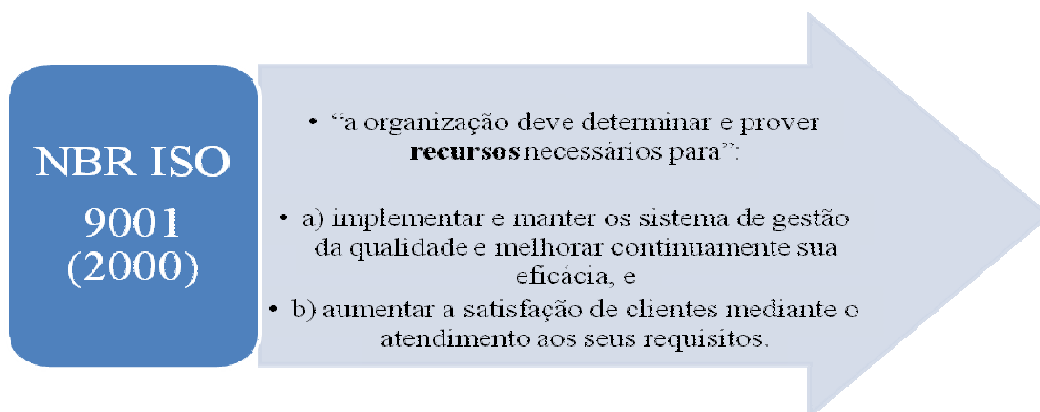 NBR ISO
9001
(2000)
• “a organização deve determinar e prover
recursos necessários para”:
• a) implementar e manter os sistema de gestão
da qualidade e melhorar continuamente sua
eficácia, e
• b) aumentar a satisfação de clientes mediante o
atendimento aos seus requisitos.